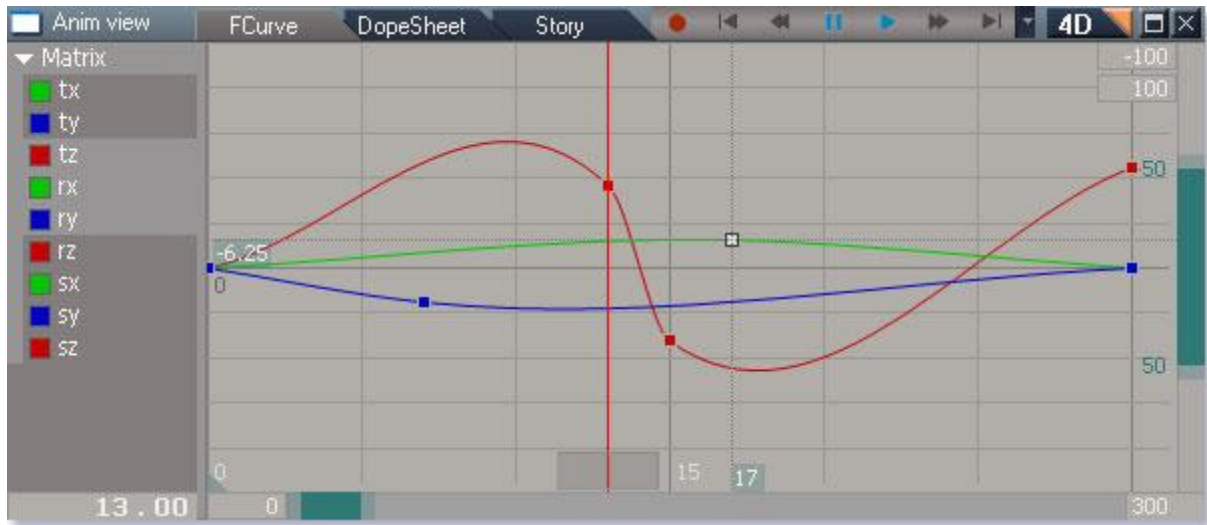 Anim view FCurve DopeSheet Story 4D
Matrix -100
tx 100
ty
tz 50
rx
ry
rz -6.25
sx 0
sy
sz 50
0 15 17
13.00 0 300